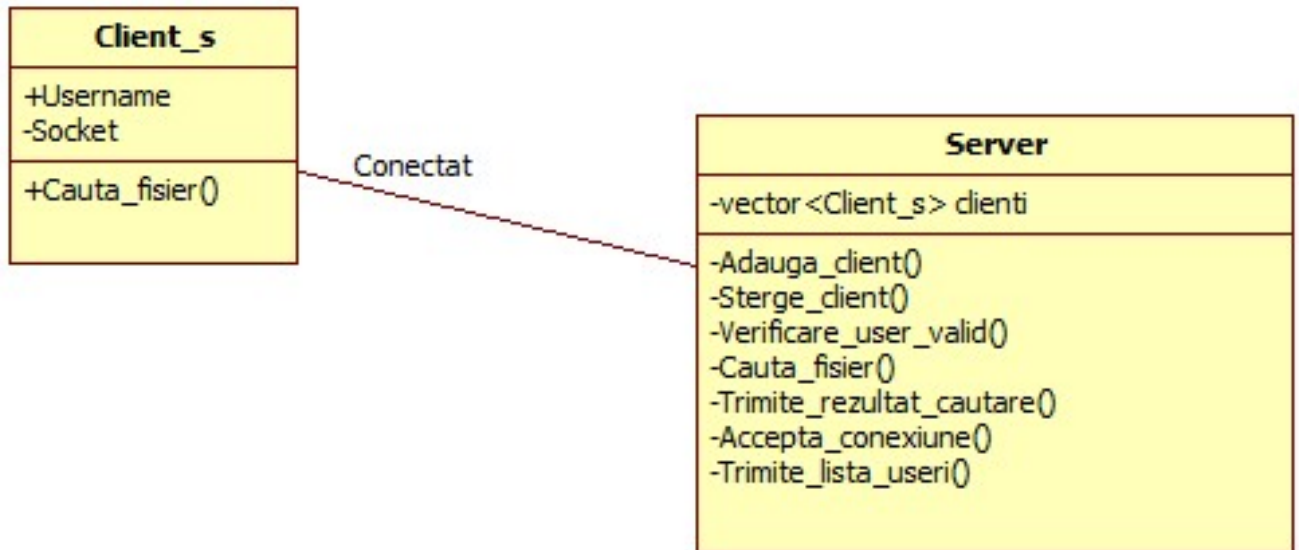 Client_s
+Username
-Socket
+Cauta_fisier()
Conectat
Server
-vector<Client_s> clienti
-Adauga_client()
-Sterge_client()
-Verificare_user_valid()
-Cauta_fisier()
-Trimite_rezultat_cautare()
-Accepta_conexiune()
-Trimite_lista_useri()